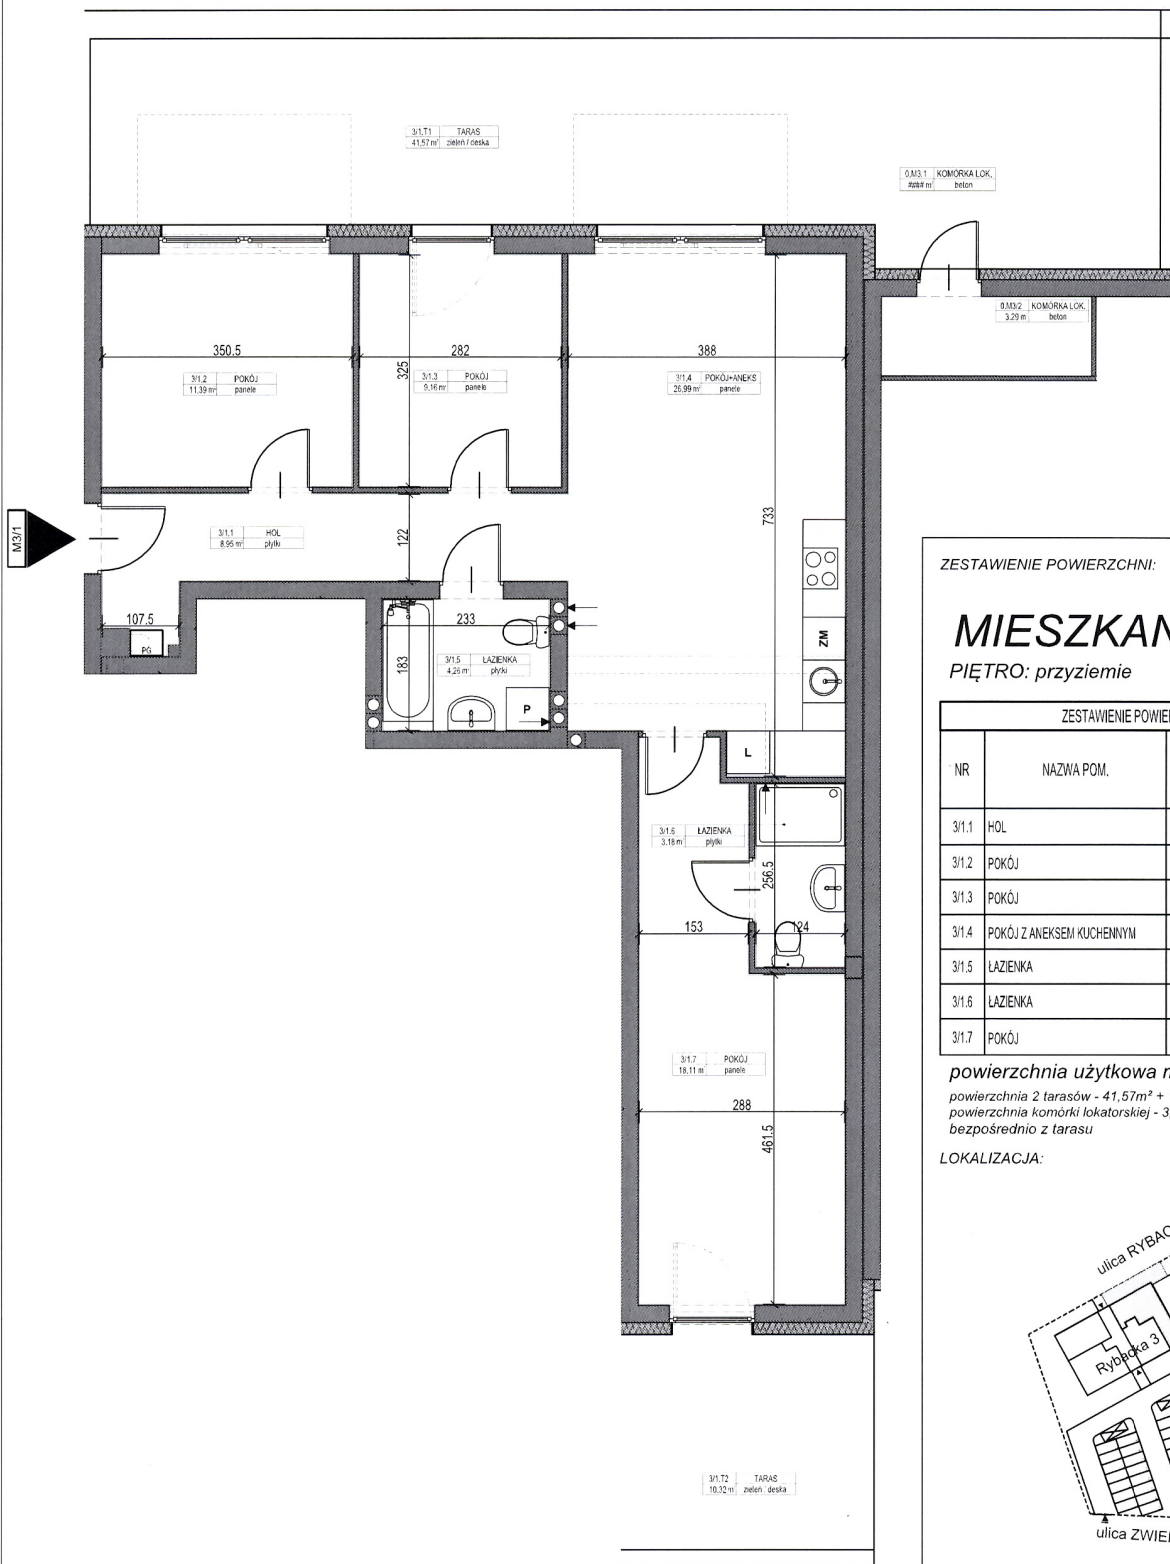 3/1.T1 TARAS
41,57 m² zieleń / deska
0.M3.1 KOMÓRKA LOK.
#### m² beton
0.M3/2 KOMÓRKA LOK.
3.29 m beton
350.5
282
388
325
3/1.2 POKÓJ
11,39 m² panele
3/1.3 POKÓJ
9,16 m² panele
3/1.4 POKÓJ+ANEKS
26,99 m² panele
733
M3/1
3/1.1 HOL
8,95 m² płytki
122
107.5
PG
233
183
3/1.5 ŁAZIENKA
4,26 m² płytki
P
ZM
L
3/1.6 ŁAZIENKA
3.18 m² płytki
256.5
153
124
3/1.7 POKÓJ
18,11 m panele
288
461.5
3/1.T2 TARAS
10,32 m zieleń / deska
ZESTAWIENIE POWIERZCHNI:
MIESZKAN
PIĘTRO: przyziemie
ZESTAWIENIE POWIE
NR NAZWA POM.
3/1.1 HOL
3/1.2 POKÓJ
3/1.3 POKÓJ
3/1.4 POKÓJ Z ANEKSEM KUCHENNYM
3/1.5 ŁAZIENKA
3/1.6 ŁAZIENKA
3/1.7 POKÓJ
powierzchnia użytkowa
powierzchnia 2 tarasów - 41,57m² +
powierzchnia komórki lokatorskiej - 3
bezpośrednio z tarasu
LOKALIZACJA:
ulica RYBAC
Rybacka 3
ulica ZWIE